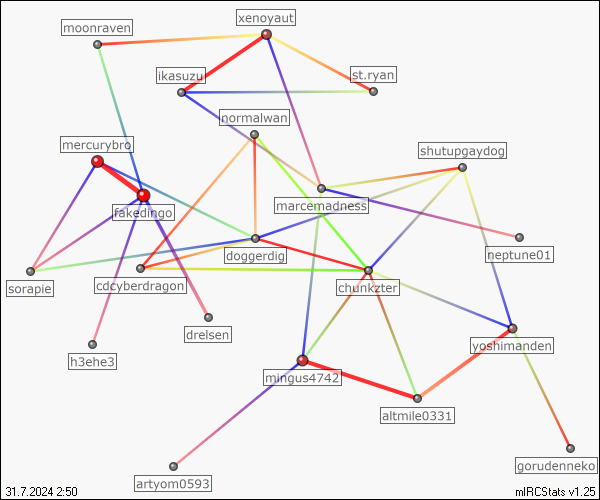 xenoyaut
moonraven
ikasuzu
st.ryan
normalwan
mercurybro
shutupgaydog
fakedingo
marcemadness
doggerdig
neptune01
sorapie
cdcyberdragon
chunkzter
drelsen
h3ehe3
yoshimanden
mingus4742
altmile0331
artyom0593
gorudenneko
31.7.2024 2:50
mIRCStats v1.25